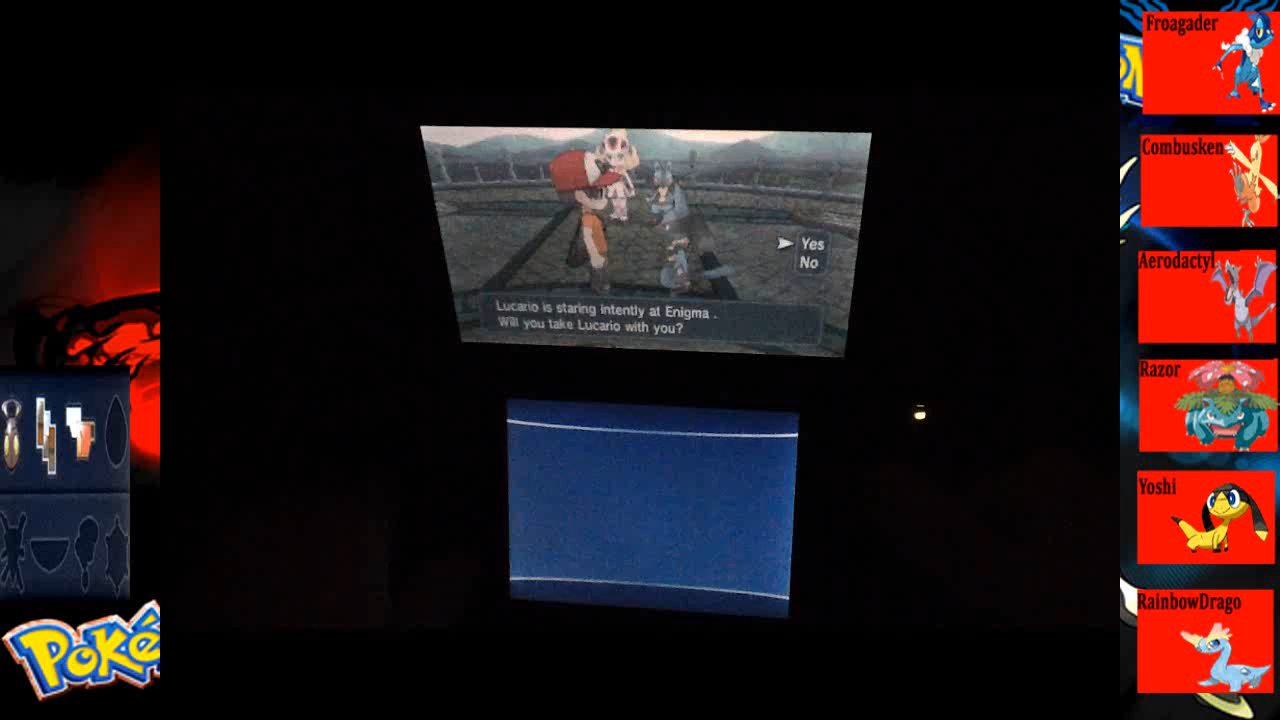 Froagader
Combusken
Aerodactyl
Razor
Yoshi
RainbowDrago
Yes
No
Lucario is staring intently at Enigma .
Will you take Lucario with you?
Poké